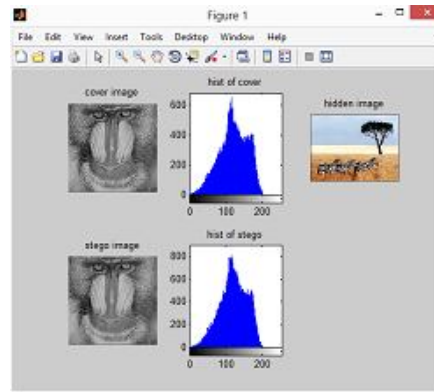 Figure 1
File Edit View Insert Tools Desktop Window Help
cover image
hist of cover
hidden image
600
400
200
0
0 100 200
stego image
hist of stego
800
600
400
200
0
0 100 200